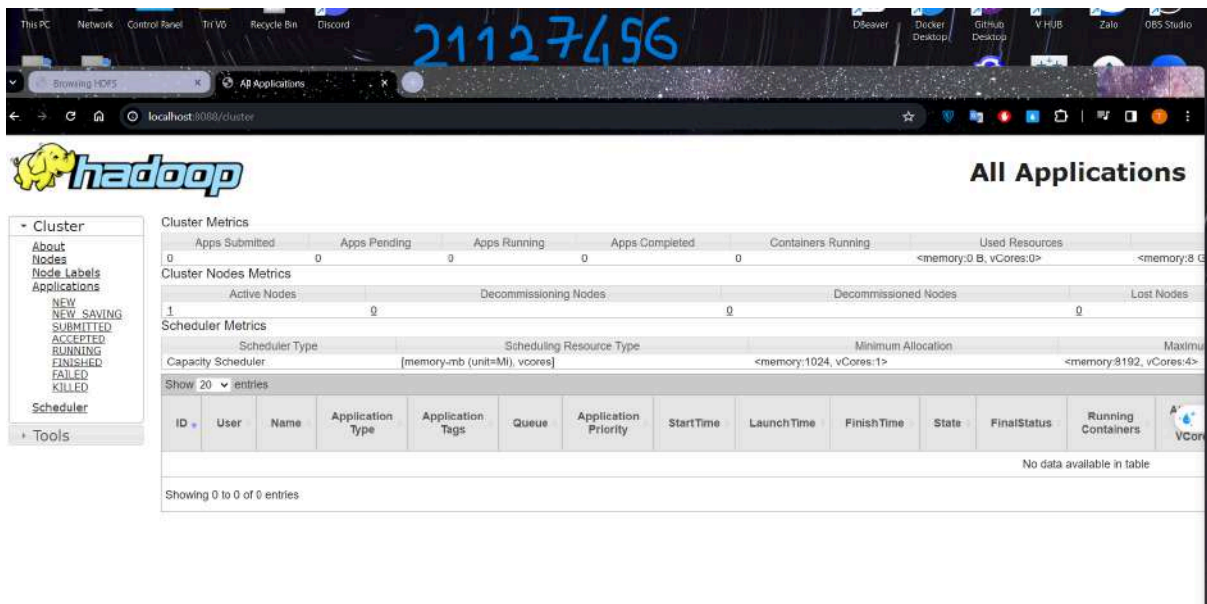 This PC Network Control Panel Trí Võ Recycle Bin Discord DBeaver Docker Desktop GitHub Desktop V HUB Zalo OBS Studio
21127456
Browsing HDFS All Applications
localhost:8088/cluster
hadoop
All Applications
Cluster
About
Nodes
Node Labels
Applications
NEW
NEW_SAVING
SUBMITTED
ACCEPTED
RUNNING
FINISHED
FAILED
KILLED
Scheduler
Tools
Cluster Metrics
Apps Submitted Apps Pending Apps Running Apps Completed Containers Running Used Resources
0 0 0 0 0 <memory:0 B, vCores:0> <memory:8 G
Cluster Nodes Metrics
Active Nodes Decommissioning Nodes Decommissioned Nodes Lost Nodes
1 0 0 0
Scheduler Metrics
Scheduler Type Scheduling Resource Type Minimum Allocation Maximu
Capacity Scheduler [memory-mb (unit=Mi), vcores] <memory:1024, vCores:1> <memory:8192, vCores:4>
Show 20 entries
ID User Name Application Type Application Tags Queue Application Priority StartTime LaunchTime FinishTime State FinalStatus Running Containers VCor
No data available in table
Showing 0 to 0 of 0 entries